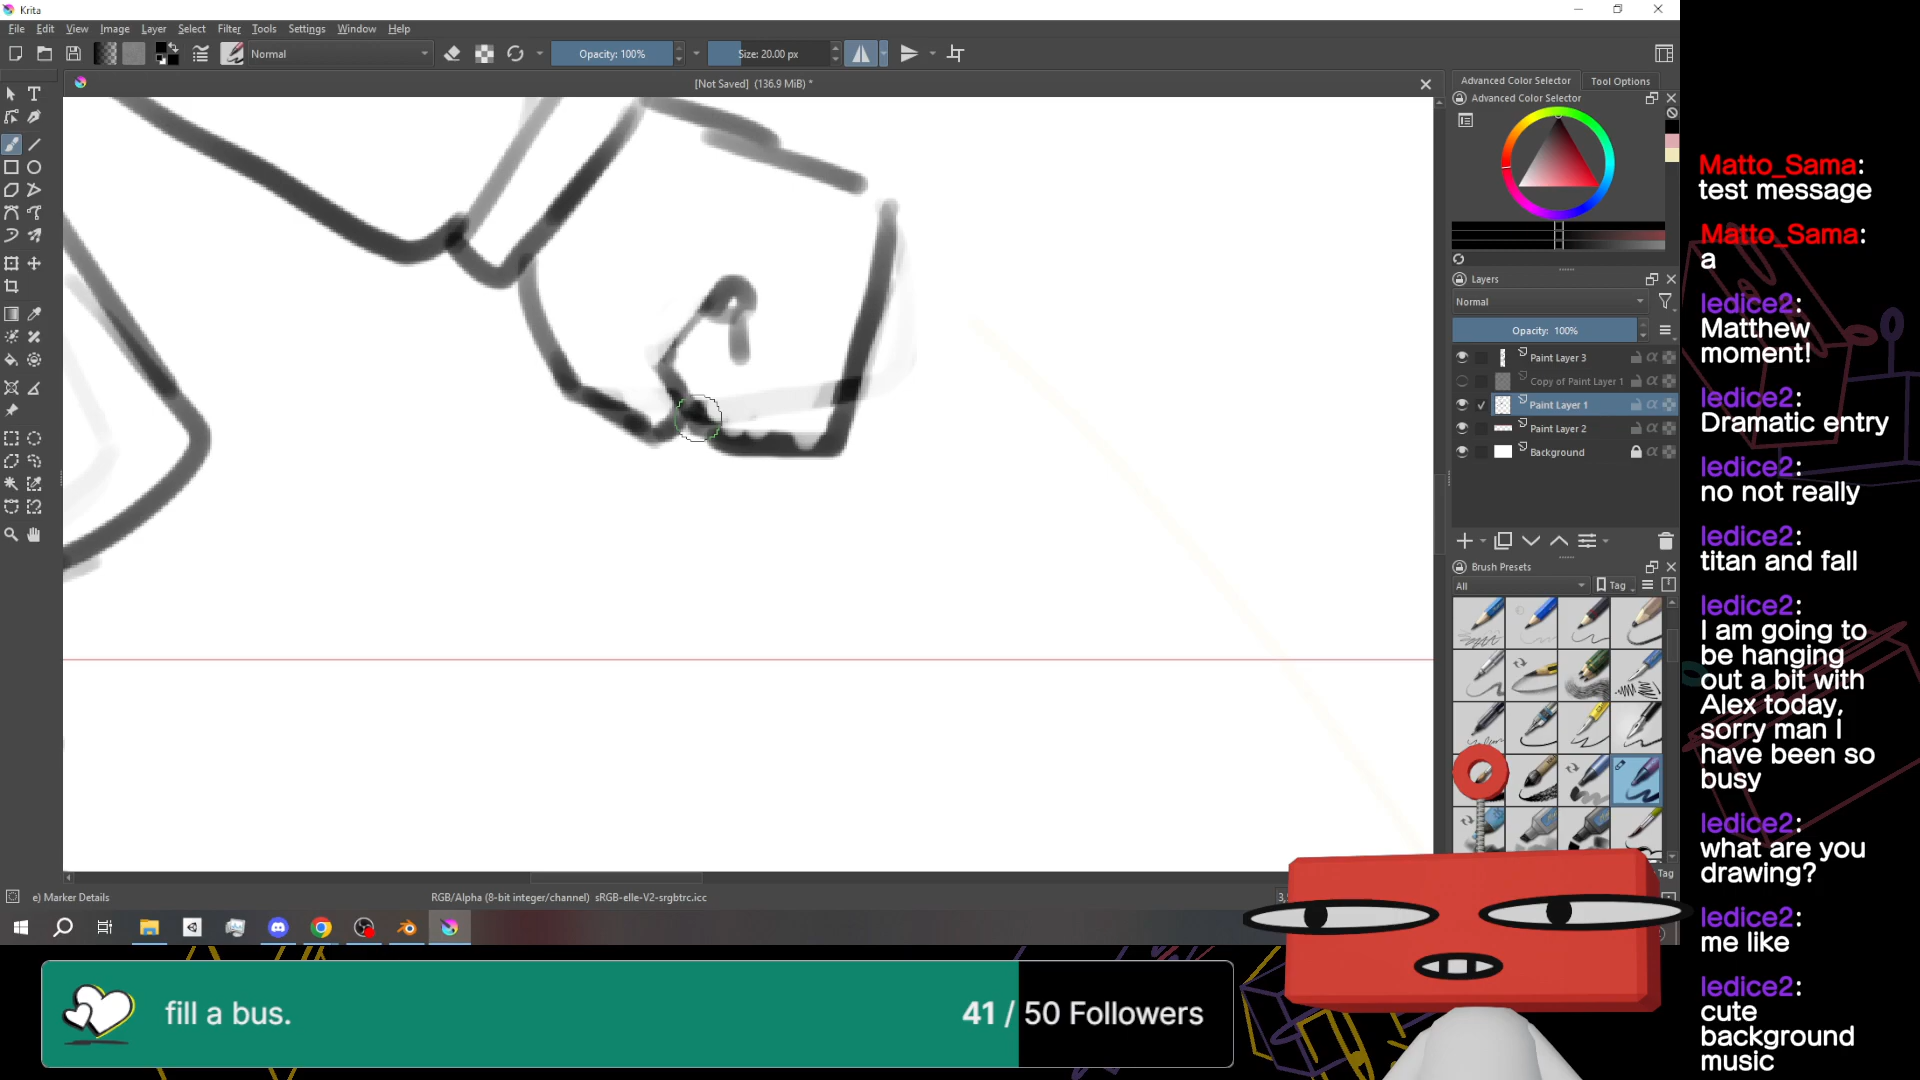 Krita
File Edit View Image Layer Select Filter Tools Settings Window Help
Normal
Opacity: 100%
Size: 20.00 px
[Not Saved] (136.9 MiB) *
Advanced Color Selector
Tool Options
Advanced Color Selector
Layers
Normal
Opacity: 100%
Paint Layer 3
Copy of Paint Layer 1
Paint Layer 1
Paint Layer 2
Background
Brush Presets
All
Tag
Tag
e) Marker Details
RGB/Alpha (8-bit integer/channel) sRGB-elle-V2-srgbtrc.icc
fill a bus.
41 / 50 Followers
Matto_Sama:
test message
Matto_Sama:
a
ledice2:
Matthew
moment!
ledice2:
Dramatic entry
ledice2:
no not really
ledice2:
titan and fall
ledice2:
I am going to
be hanging
out a bit with
Alex today,
sorry man I
have been so
busy
ledice2:
what are you
drawing?
ledice2:
me like
ledice2:
cute
background
music